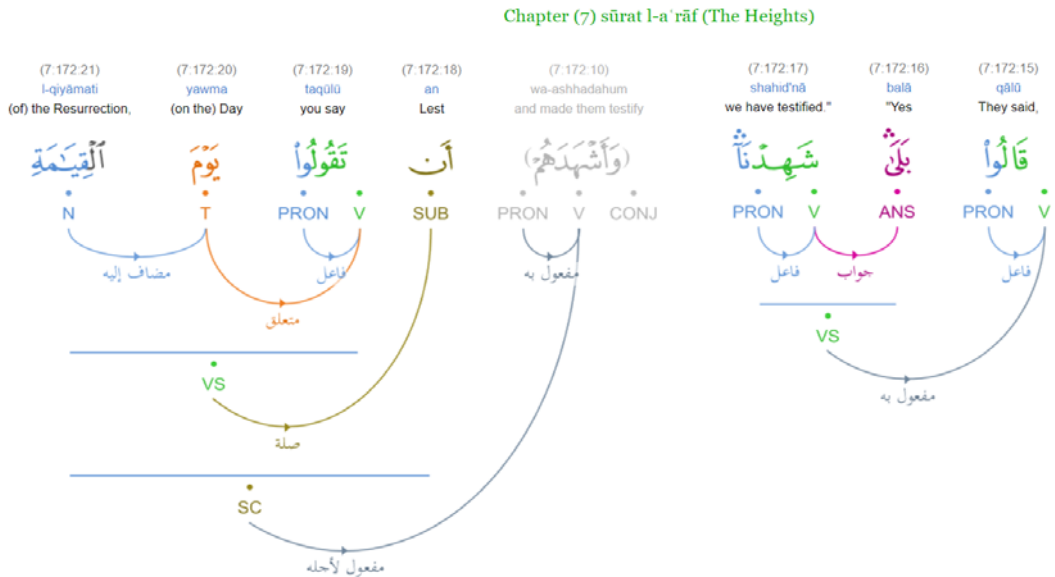 Chapter (7) sūrat l-aʿrāf (The Heights)
(7:172:21) (7:172:20) (7:172:19) (7:172:18) (7:172:10) (7:172:17) (7:172:16) (7:172:15)
l-qiyāmati yawma taqūlū an wa-ashhadahum shahid'nā balā qālū
(of) the Resurrection, (on the) Day you say Lest and made them testify we have testified." "Yes They said,
قَالُوا۟ بَلَىٰ ۛ شَهِدْنَآ ۛ (وَأَشْهَدَهُمْ) أَن تَقُولُوا۟ يَوْمَ ٱلْقِيَـٰمَةِ
N T PRON V SUB PRON V CONJ PRON V ANS PRON V
مضاف إليه فاعل مفعول به فاعل جواب فاعل
متعلق
VS
VS
مفعول به
صلة
SC
مفعول لأجله